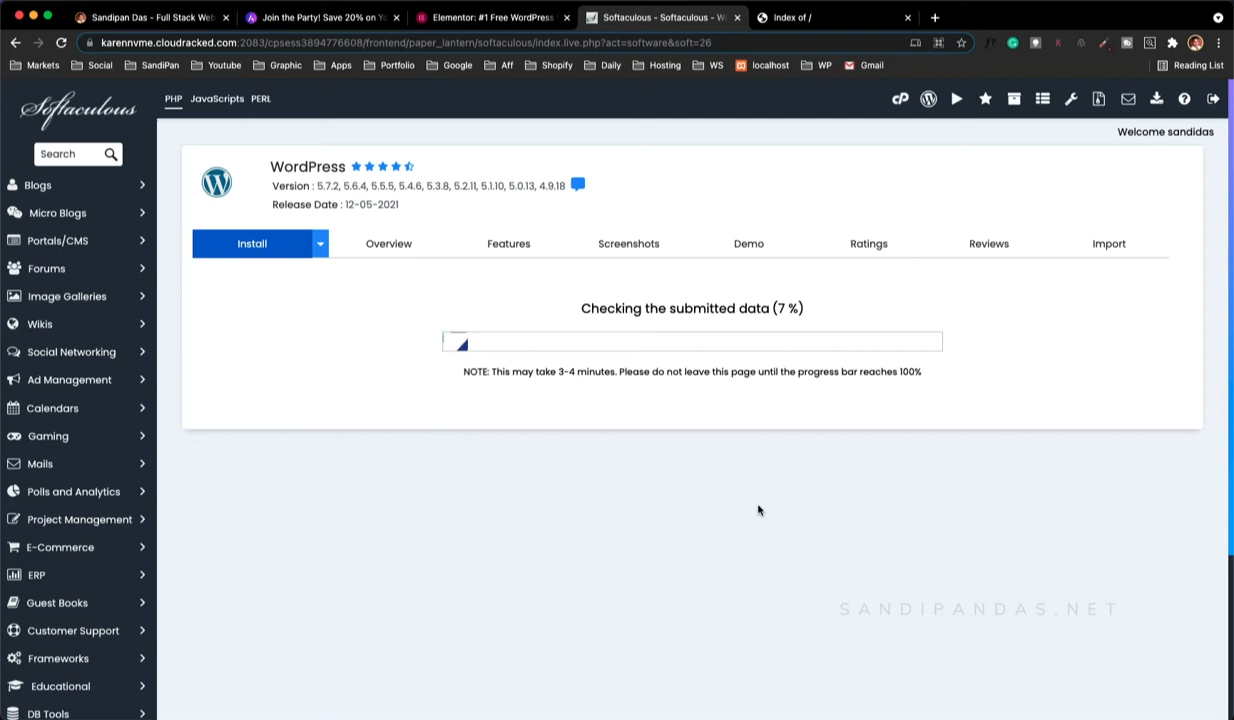 Sandipan Das - Full Stack Web
Join the Party! Save 20% on Yo
Elementor: #1 Free WordPress
Softaculous - Softaculous - Wo
Index of /
karennvme.cloudracked.com:2083/cpsess3894776608/frontend/paper_lantern/softaculous/index.live.php?act=software&soft=26
Markets
Social
SandiPan
Youtube
Graphic
Apps
Portfolio
Google
Aff
Shopify
Daily
Hosting
WS
localhost
WP
Gmail
Reading List
Softaculous
PHP
JavaScripts
PERL
Welcome sandidas
Search
Blogs
Micro Blogs
Portals/CMS
Forums
Image Galleries
Wikis
Social Networking
Ad Management
Calendars
Gaming
Mails
Polls and Analytics
Project Management
E-Commerce
ERP
Guest Books
Customer Support
Frameworks
Educational
DB Tools
WordPress
Version : 5.7.2, 5.6.4, 5.5.5, 5.4.6, 5.3.8, 5.2.11, 5.1.10, 5.0.13, 4.9.18
Release Date : 12-05-2021
Install
Overview
Features
Screenshots
Demo
Ratings
Reviews
Import
Checking the submitted data (7 %)
NOTE: This may take 3-4 minutes. Please do not leave this page until the progress bar reaches 100%
SANDIPANDAS.NET